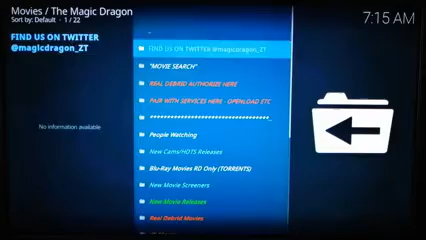 Movies / The Magic Dragon
Sort by: Default · 1 / 22
7:15 AM
FIND US ON TWITTER
@magicdragon_ZT
No information available
..
FIND US ON TWITTER @magicdragon_ZT
"MOVIE SEARCH"
REAL DEBRID AUTHORIZE HERE
PAIR WITH SERVICES HERE - OPENLOAD ETC
People Watching
New Cams/HDTS Releases
Blu-Ray Movies RD Only (TORRENTS)
New Movie Screeners
New Movie Releases
Real Debrid Movies